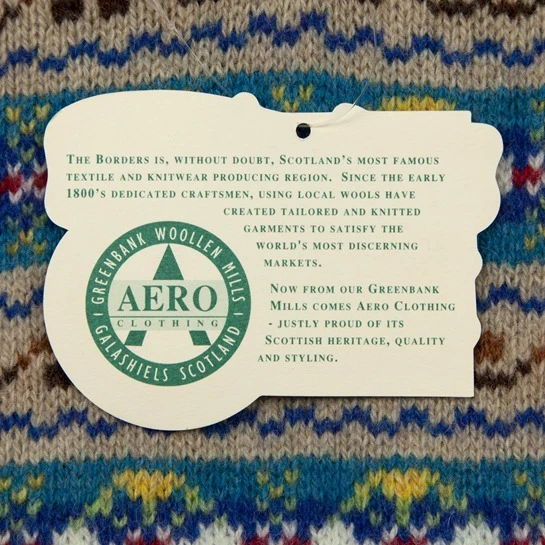 The Borders is, without doubt, Scotland's most famous
textile and knitwear producing region. Since the early
1800's dedicated craftsmen, using local wools have
created tailored and knitted
garments to satisfy the
world's most discerning
markets.
GREENBANK WOOLLEN MILLS
AERO
CLOTHING
GALASHIELS SCOTLAND
Now from our Greenbank
Mills comes Aero Clothing
- justly proud of its
Scottish heritage, quality
and styling.